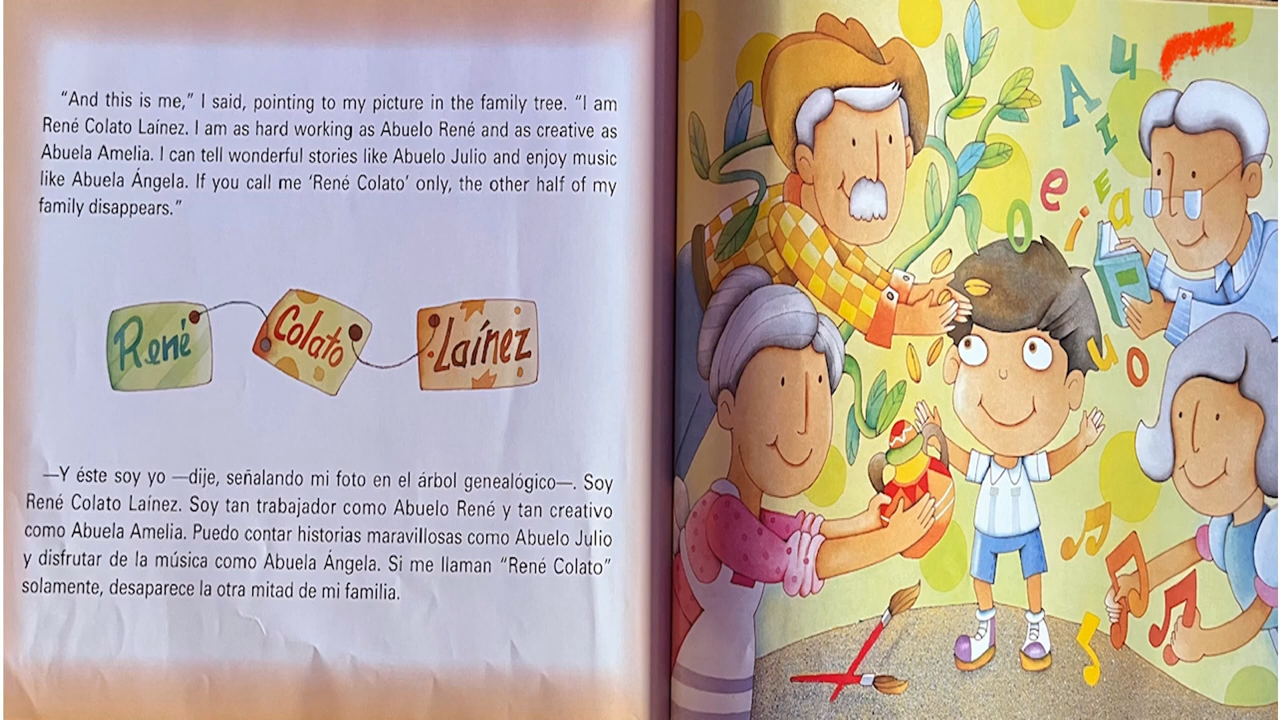 “And this is me,” I said, pointing to my picture in the family tree. “I am
René Colato Laínez. I am as hard working as Abuelo René and as creative as
Abuela Amelia. I can tell wonderful stories like Abuelo Julio and enjoy music
like Abuela Ángela. If you call me ‘René Colato’ only, the other half of my
family disappears.”
René Colato Laínez
—Y éste soy yo —dije, señalando mi foto en el árbol genealógico—. Soy
René Colato Laínez. Soy tan trabajador como Abuelo René y tan creativo
como Abuela Amelia. Puedo contar historias maravillosas como Abuelo Julio
y disfrutar de la música como Abuela Ángela. Si me llaman “René Colato”
solamente, desaparece la otra mitad de mi familia.
A u
I
e E a
o i
u o